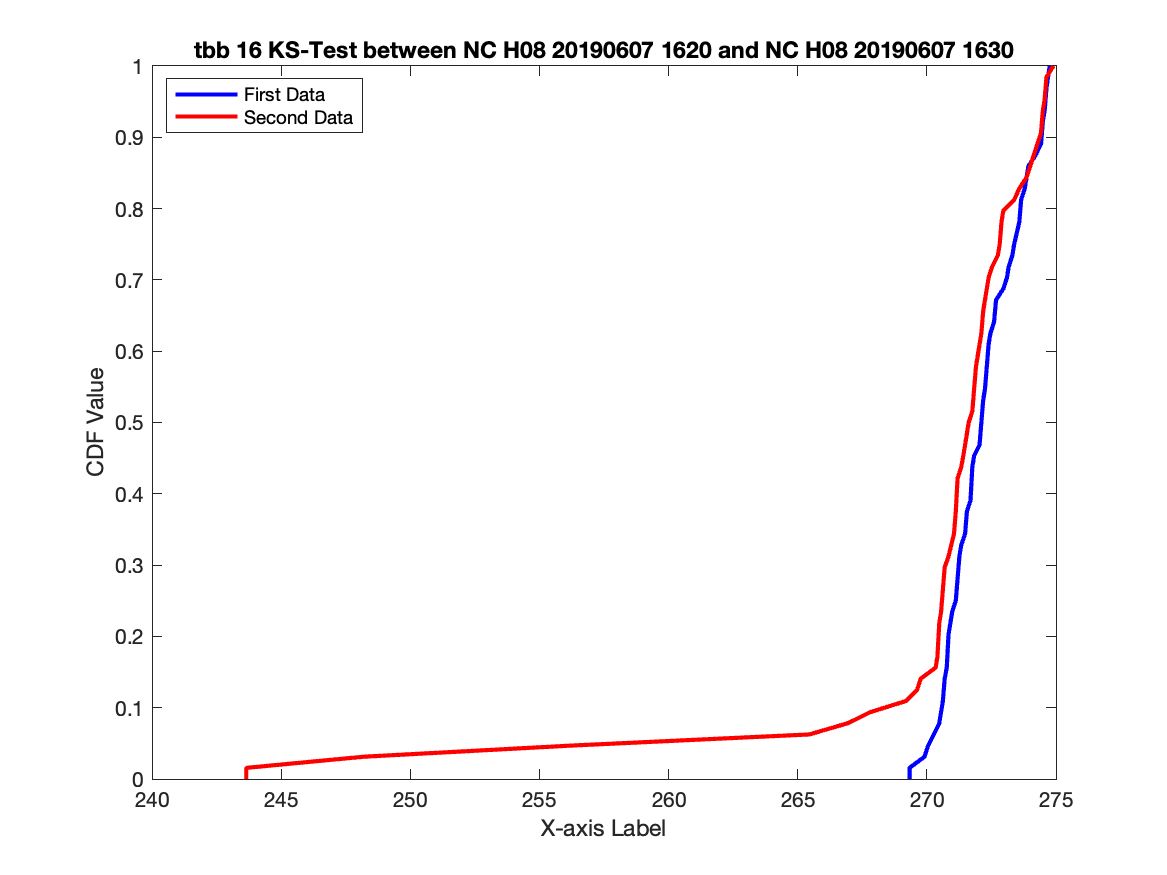 tbb 16 KS-Test between NC H08 20190607 1620 and NC H08 20190607 1630
First Data
Second Data
1
0.9
0.8
0.7
0.6
0.5
0.4
0.3
0.2
0.1
0
CDF Value
240 245 250 255 260 265 270 275
X-axis Label